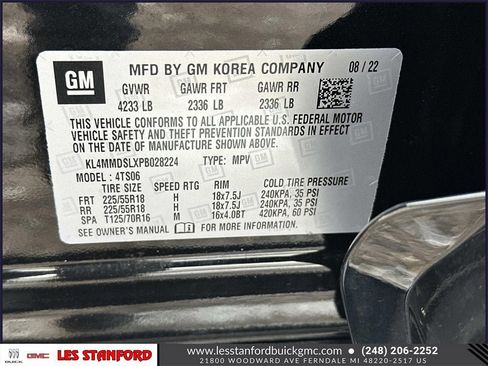 GM
MFD BY GM KOREA COMPANY 08 / 22
GVWR GAWR FRT GAWR RR
4233 LB 2336 LB 2336 LB
THIS VEHICLE CONFORMS TO ALL APPLICABLE U.S. FEDERAL MOTOR
VEHICLE SAFETY AND THEFT PREVENTION STANDARDS IN EFFECT
ON THE DATE OF MANUFACTURE SHOWN ABOVE.
KL4MMDSLXPB028224 TYPE: MPV
MODEL : 4TS06
TIRE SIZE SPEED RTG RIM COLD TIRE PRESSURE
FRT 225/55R18 H 18x7.5J 240KPA, 35 PSI
RR 225/55R18 H 18x7.5J 240KPA, 35 PSI
SPA T125/70R16 M 16x4.0BT 420KPA, 60 PSI
SEE OWNER'S MANUAL FOR MORE INFORMATION
BUICK GMC LES STANFORD
www.lesstanfordbuickgmc.com (248) 206-2252
21800 WOODWARD AVE FERNDALE MI 48220-2517 US